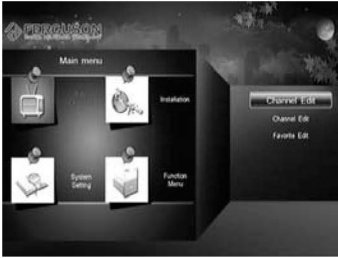 FERGUSON
Main menu
Installation
System
Setting
Function
Menu
Channel Edit
Channel Edit
Favorite Edit